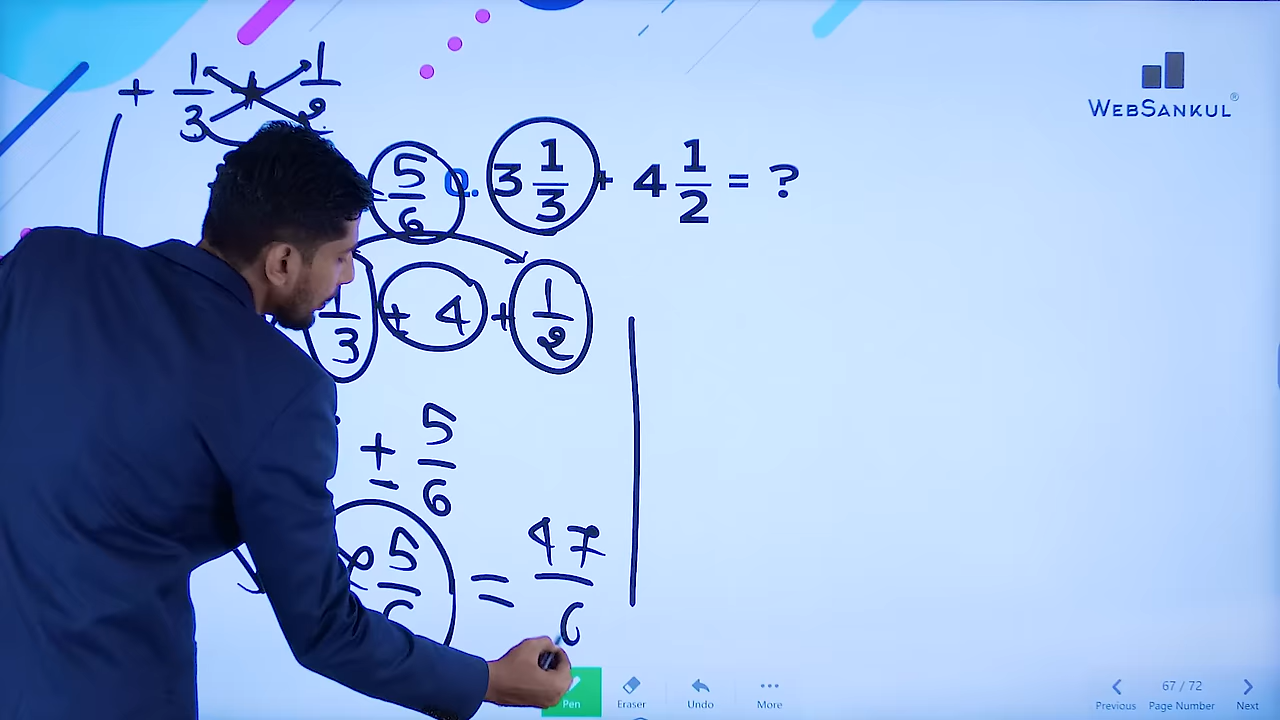 + 1/3 + 1/2
WEBSANKUL®
5/6 Q. 3 1/3 + 4 1/2 = ?
1/3 + 4 + 1/2
+ 5/6
5/6 = 47/6
Pen Eraser Undo More
67 / 72
Previous Page Number Next